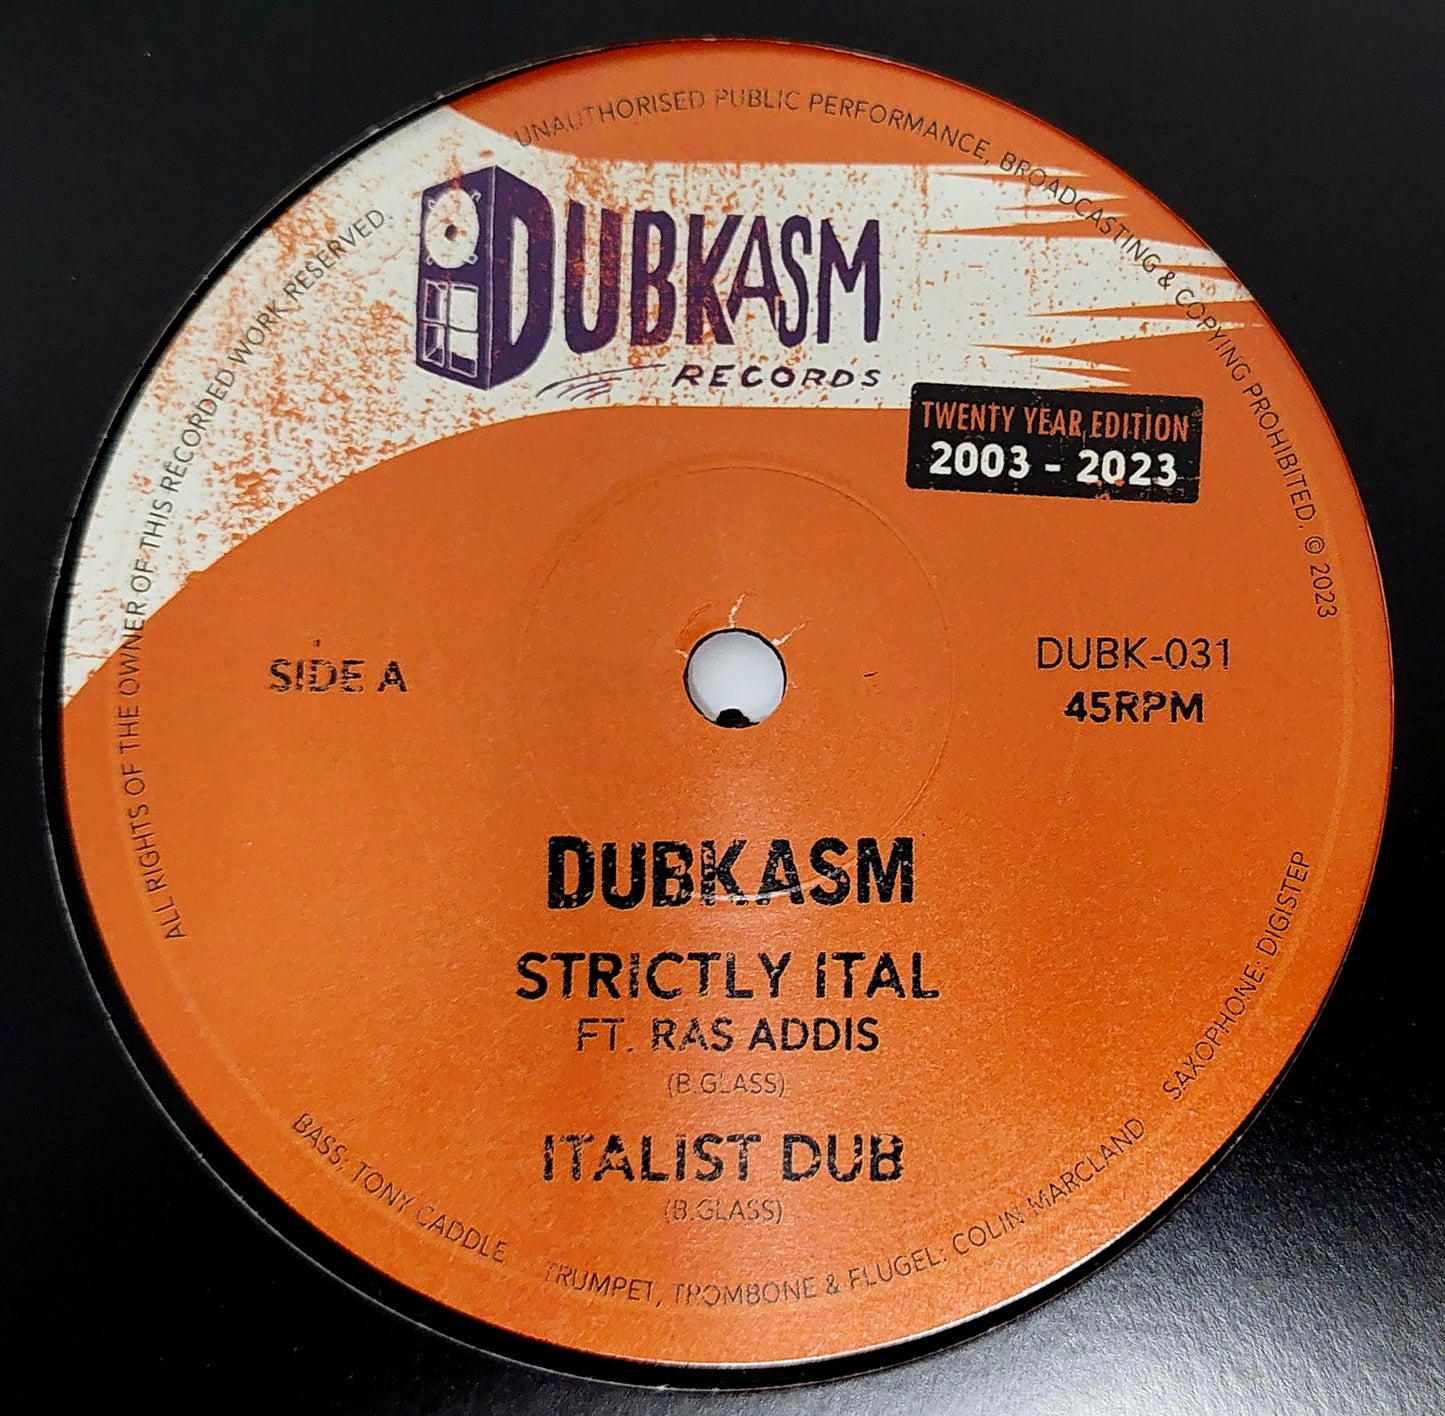 ALL RIGHTS OF THE OWNER OF THIS RECORDED WORK RESERVED.
UNAUTHORISED PUBLIC PERFORMANCE, BROADCASTING & COPYING PROHIBITED. © 2023
DUBKASM
RECORDS
TWENTY YEAR EDITION
2003 - 2023
SIDE A
DUBK-031
45RPM
DUBKASM
STRICTLY ITAL
FT. RAS ADDIS
(B.GLASS)
ITALIST DUB
(B.GLASS)
BASS: TONY CADDLE
TRUMPET, TROMBONE & FLUGEL: COLIN MARCLAND
SAXOPHONE: DIGISTEP